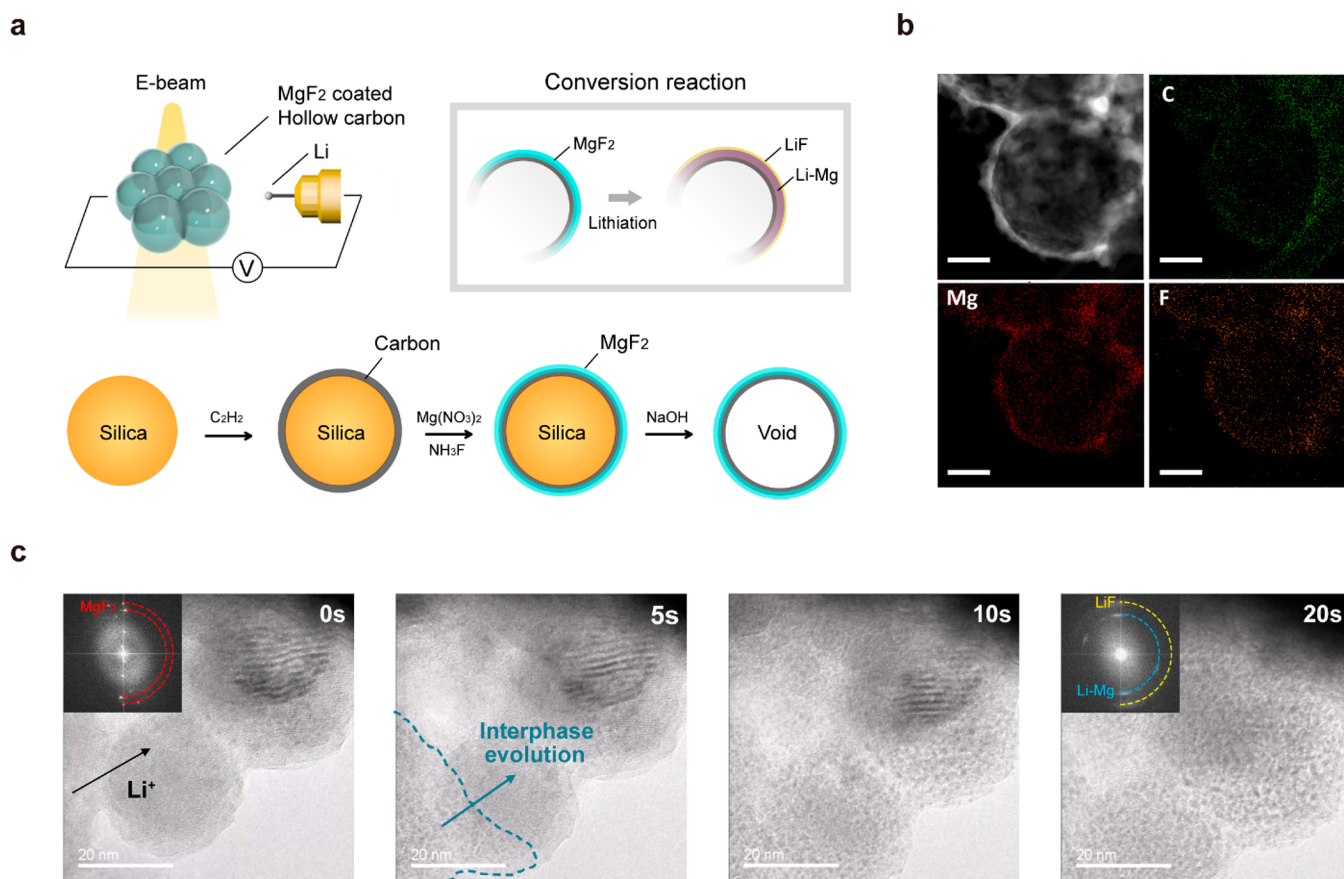 a
E-beam
MgF₂ coated
Hollow carbon
Li
V
Conversion reaction
MgF₂
Lithiation
LiF
Li-Mg
Silica
C₂H₂
Carbon
Silica
Mg(NO₃)₂
NH₃F
MgF₂
Silica
NaOH
Void
b
C
Mg
F
c
MgF₂
0s
Li⁺
20 nm
5s
Interphase
evolution
20 nm
10s
20 nm
LiF
Li-Mg
20s
20 nm